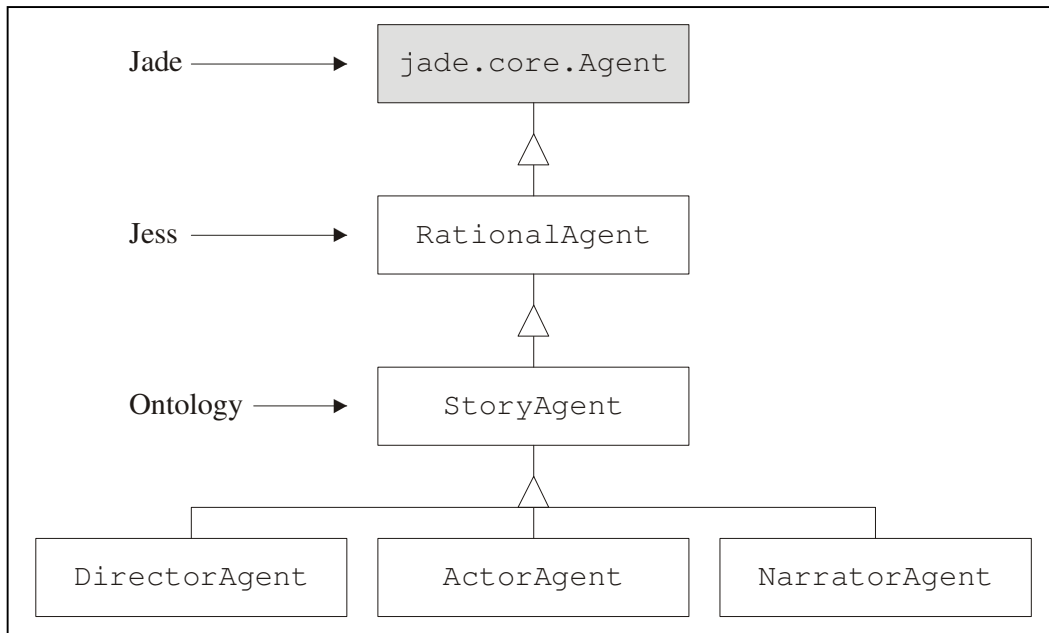 Jade
jade.core.Agent
Jess
RationalAgent
Ontology
StoryAgent
DirectorAgent
ActorAgent
NarratorAgent